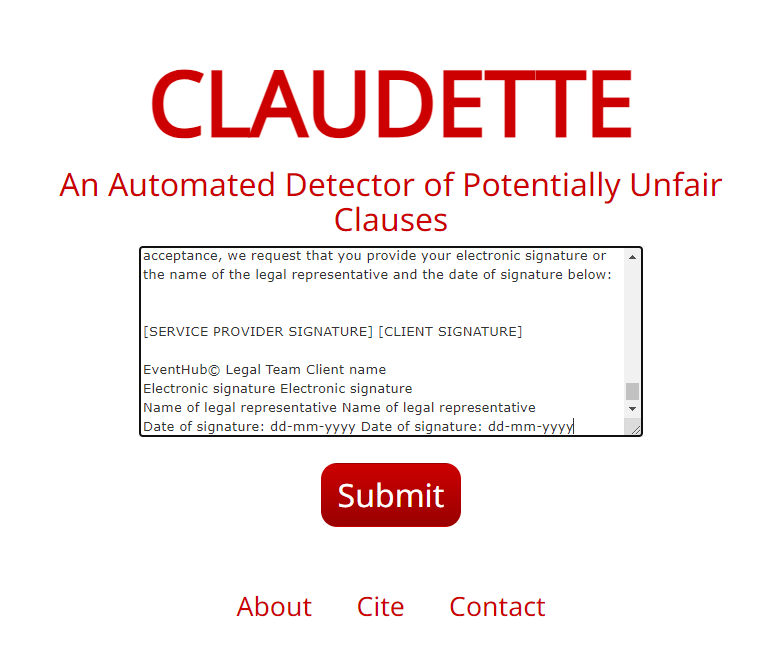 CLAUDETTE
An Automated Detector of Potentially Unfair
Clauses
acceptance, we request that you provide your electronic signature or
the name of the legal representative and the date of signature below:
[SERVICE PROVIDER SIGNATURE] [CLIENT SIGNATURE]
EventHub© Legal Team Client name
Electronic signature Electronic signature
Name of legal representative Name of legal representative
Date of signature: dd-mm-yyyy Date of signature: dd-mm-yyyy
Submit
About Cite Contact